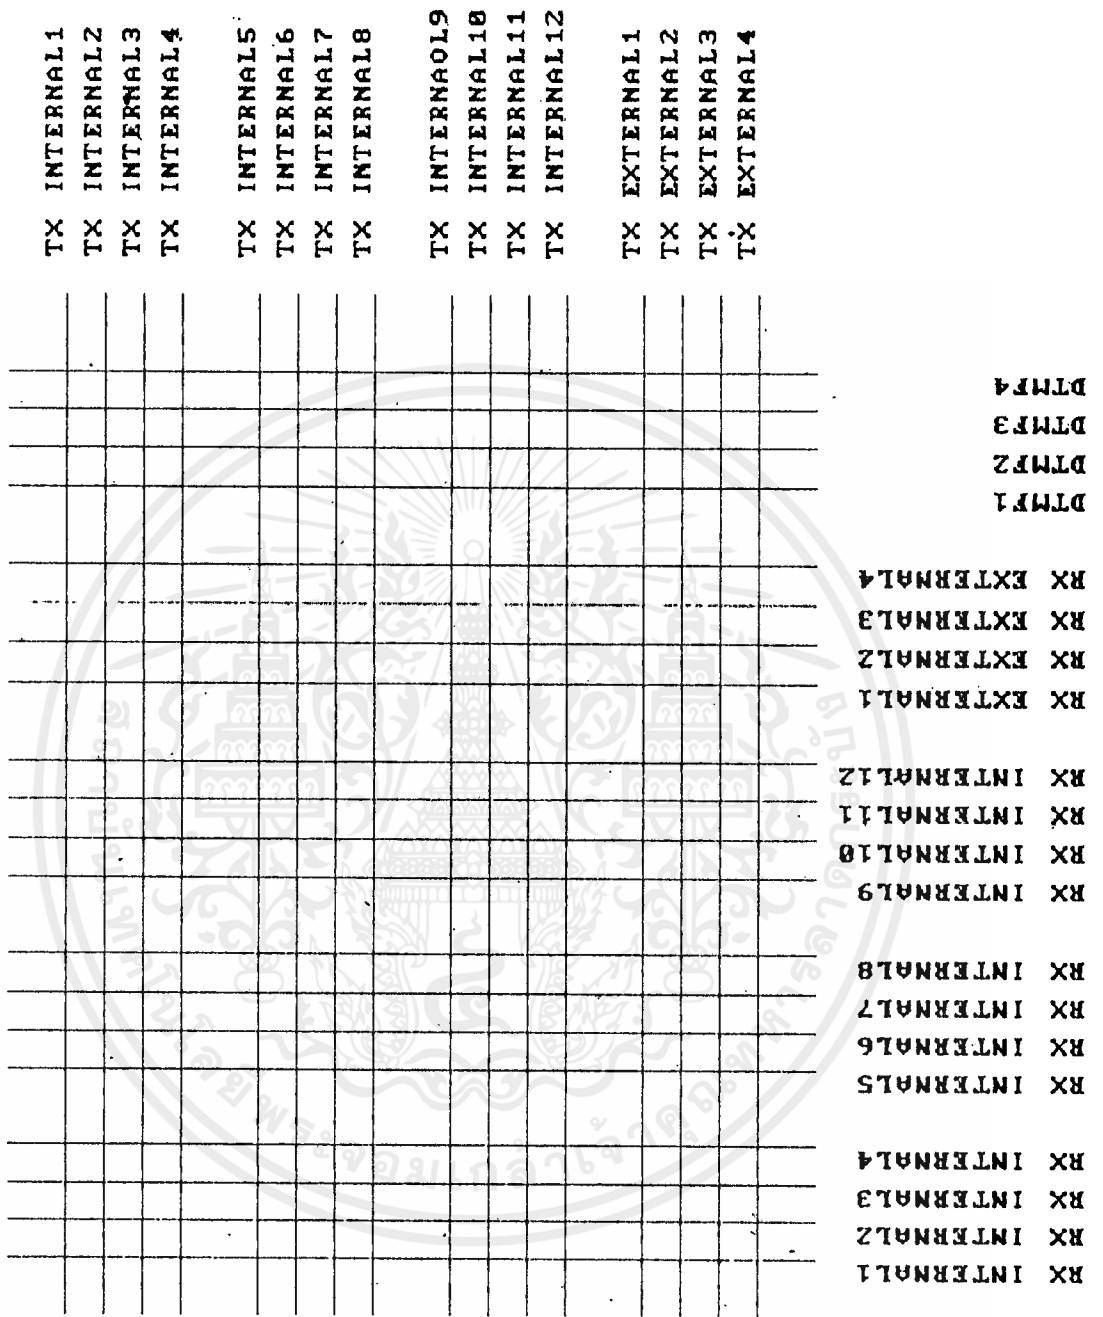 TX INTERNAL1
TX INTERNAL2
TX INTERNAL3
TX INTERNAL4
TX INTERNAL5
TX INTERNAL6
TX INTERNAL7
TX INTERNAL8
TX INTERNAOL9
TX INTERNAL10
TX INTERNAL11
TX INTERNAL12
TX EXTERNAL1
TX EXTERNAL2
TX EXTERNAL3
TX EXTERNAL4
DTMF4
DTMF3
DTMF2
DTMF1
RX EXTERNAL4
RX EXTERNAL3
RX EXTERNAL2
RX EXTERNAL1
RX INTERNAL12
RX INTERNAL11
RX INTERNAL10
RX INTERNAL9
RX INTERNAL8
RX INTERNAL7
RX INTERNAL6
RX INTERNAL5
RX INTERNAL4
RX INTERNAL3
RX INTERNAL2
RX INTERNAL1